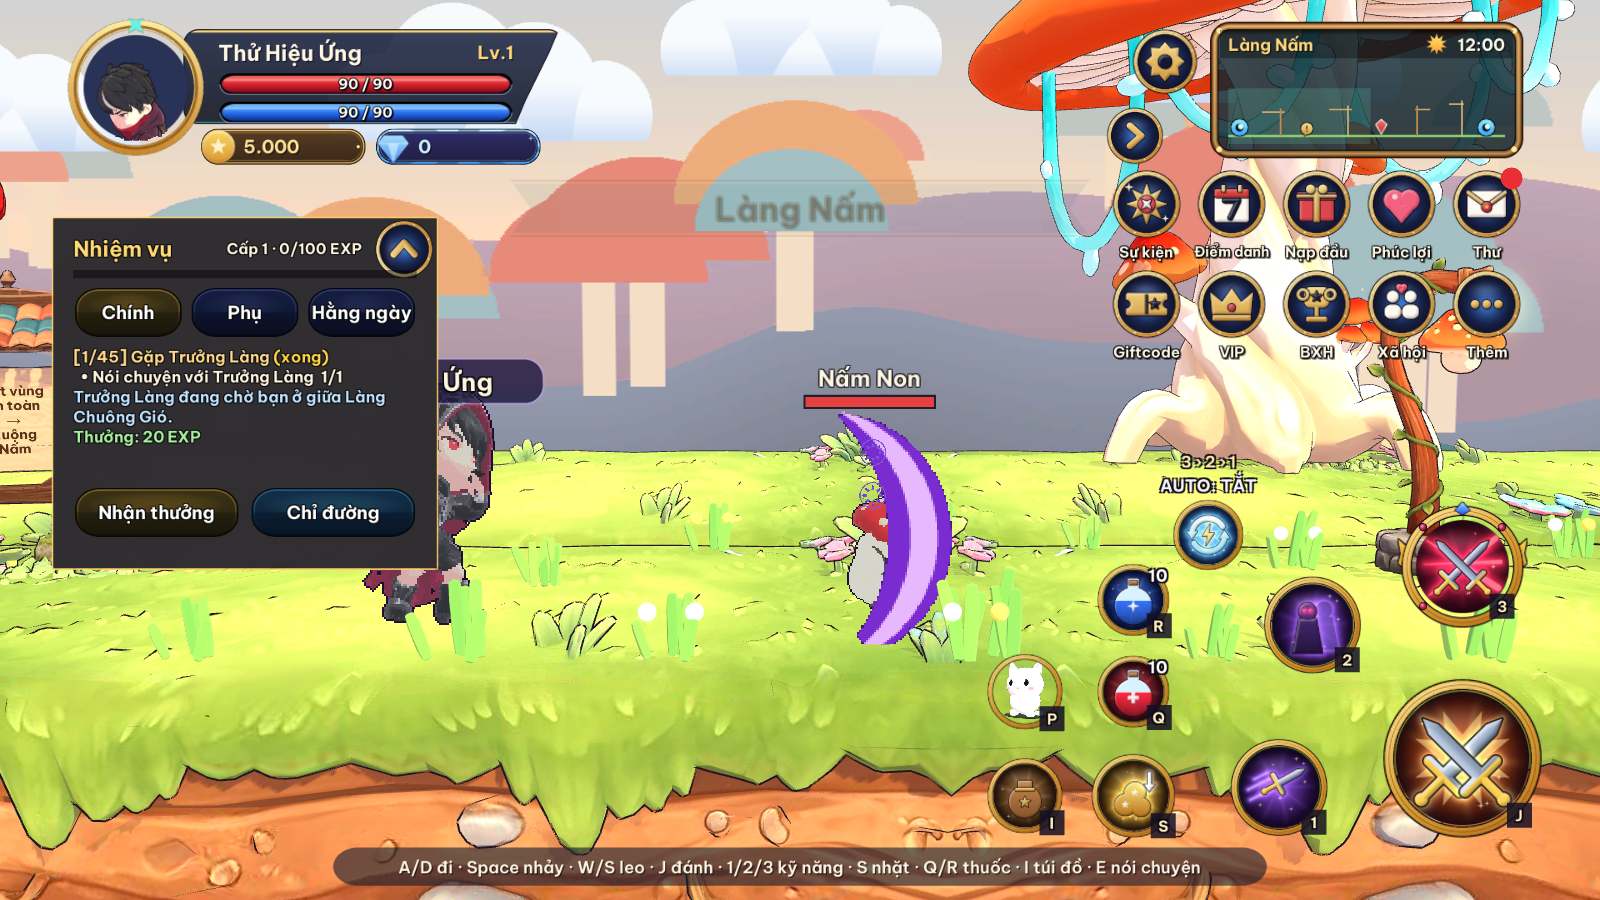 Thử Hiệu Ứng
Lv.1
90 / 90
90 / 90
5.000
0
Làng Nấm
12:00
Làng Nấm
Sự kiện
7
Điểm danh
Nạp đầu
Phúc lợi
Thư
Giftcode
VIP
BXH
Xã hội
Thêm
Nhiệm vụ
Cấp 1 · 0/100 EXP
Chính
Phụ
Hằng ngày
[1/45] Gặp Trưởng Làng (xong)
• Nói chuyện với Trưởng Làng 1/1
Trưởng Làng đang chờ bạn ở giữa Làng
Chuông Gió.
Thưởng: 20 EXP
Nhận thưởng
Chỉ đường
vùng
toàn
→
Nấm
Ứng
Nấm Non
3>2>1
AUTO: TẮT
10
R
10
Q
P
I
S
1
2
3
J
A/D đi · Space nhảy · W/S leo · J đánh · 1/2/3 kỹ năng · S nhặt · Q/R thuốc · I túi đồ · E nói chuyện